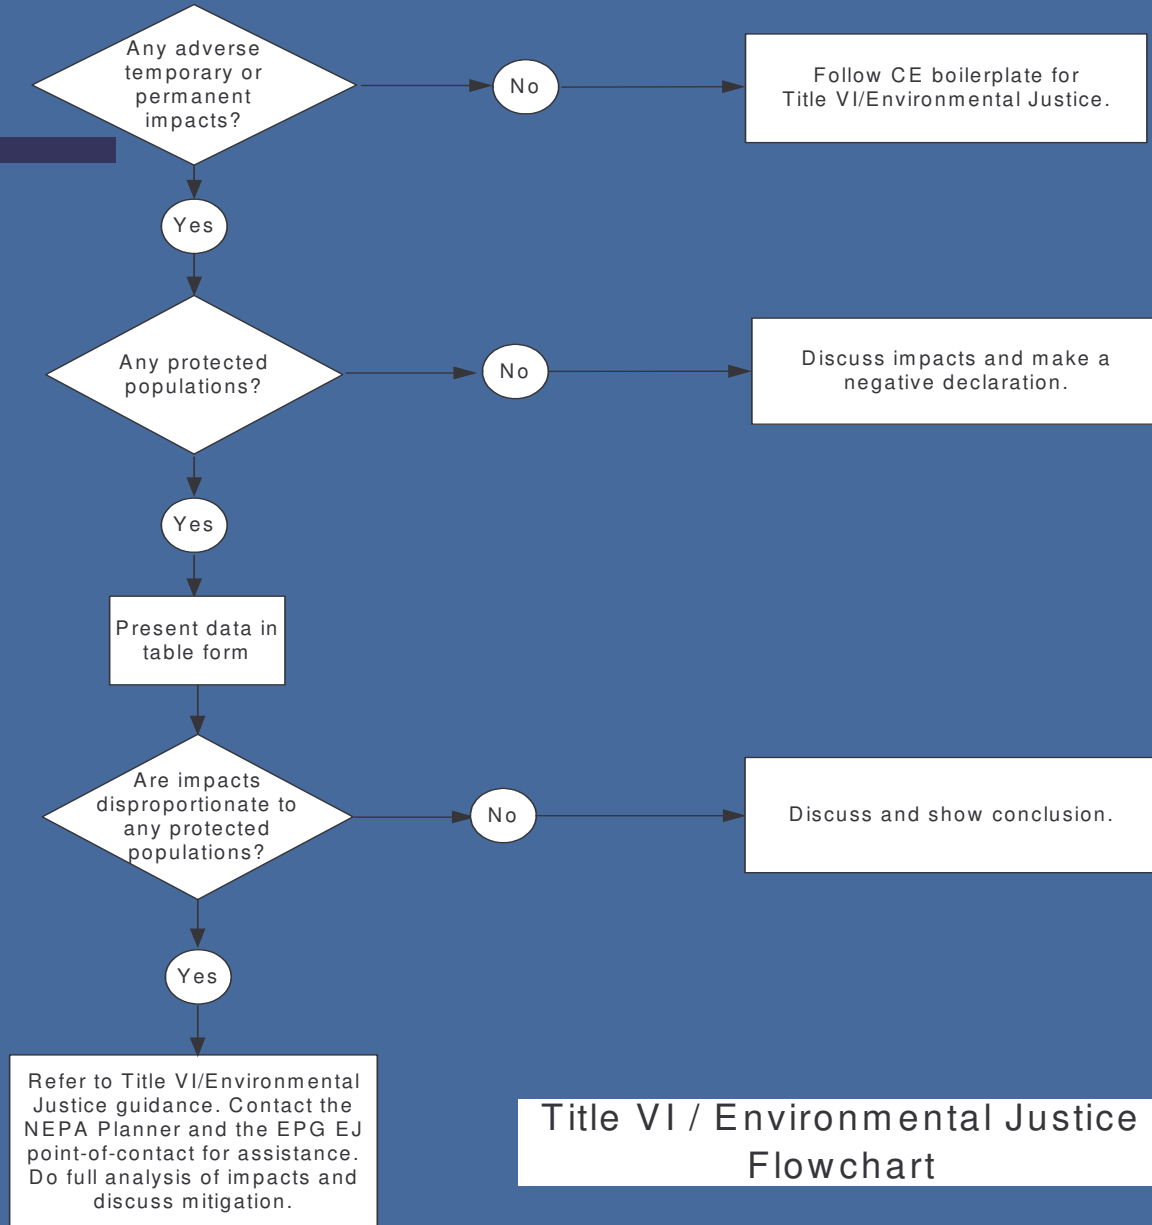 Any adverse
temporary or
permanent
impacts?
No
Follow CE boilerplate for
Title VI/Environmental Justice.
Yes
Any protected
populations?
No
Discuss impacts and make a
negative declaration.
Yes
Present data in
table form
Are impacts
disproportionate to
any protected
populations?
No
Discuss and show conclusion.
Yes
Refer to Title VI/Environmental
Justice guidance. Contact the
NEPA Planner and the EPG EJ
point-of-contact for assistance.
Do full analysis of impacts and
discuss mitigation.
Title VI / Environmental Justice
Flowchart